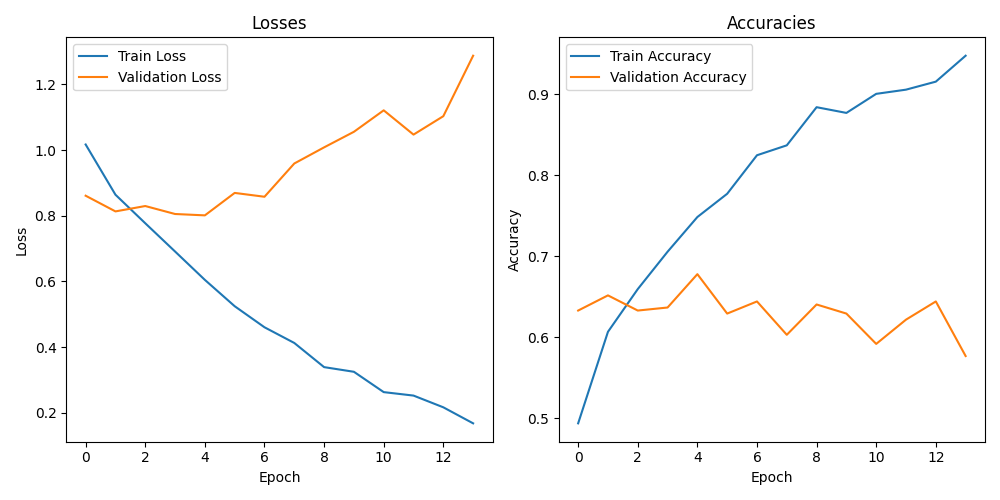 Losses
Train Loss
Validation Loss
1.2
1.0
0.8
0.6
0.4
0.2
Loss
0 2 4 6 8 10 12
Epoch
Accuracies
Train Accuracy
Validation Accuracy
0.9
0.8
0.7
0.6
0.5
Accuracy
0 2 4 6 8 10 12
Epoch